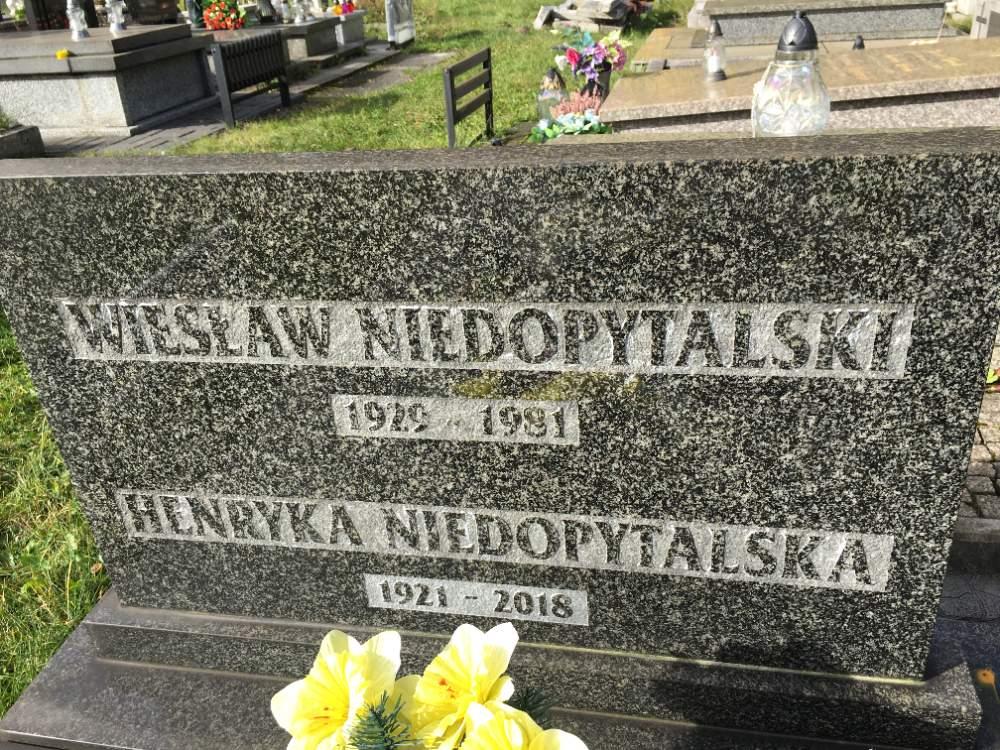 WIESŁAW NIEDOPYTALSKI
1929 - 1981
HENRYKA NIEDOPYTALSKA
1921 - 2018